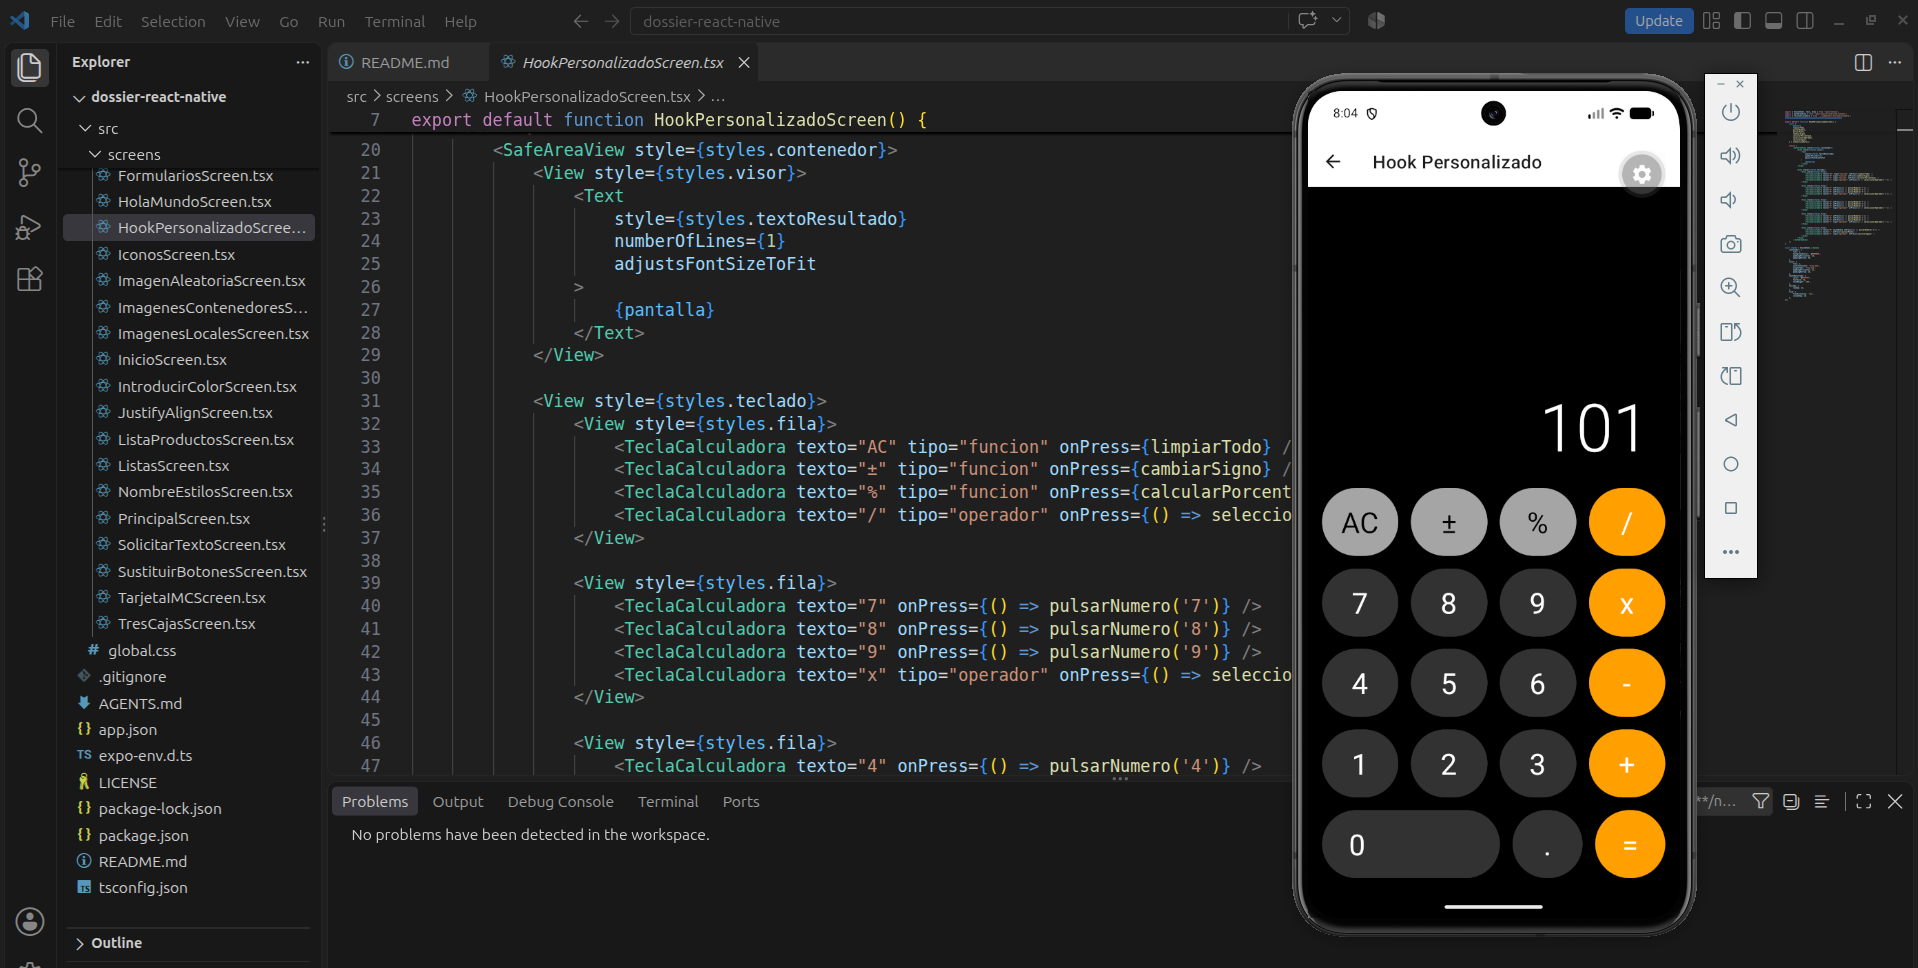 File Edit Selection View Go Run Terminal Help
dossier-react-native
Update
Explorer
dossier-react-native
src
screens
FormulariosScreen.tsx
HolaMundoScreen.tsx
HookPersonalizadoScree...
IconosScreen.tsx
ImagenAleatoriaScreen.tsx
ImagenesContenedoresS...
ImagenesLocalesScreen.tsx
InicioScreen.tsx
IntroducirColorScreen.tsx
JustifyAlignScreen.tsx
ListaProductosScreen.tsx
ListasScreen.tsx
NombreEstilosScreen.tsx
PrincipalScreen.tsx
SolicitarTextoScreen.tsx
SustituirBotonesScreen.tsx
TarjetaIMCScreen.tsx
TresCajasScreen.tsx
# global.css
.gitignore
AGENTS.md
{} app.json
TS expo-env.d.ts
LICENSE
{} package-lock.json
{} package.json
README.md
TS tsconfig.json
Outline
README.md
HookPersonalizadoScreen.tsx
src > screens > HookPersonalizadoScreen.tsx > ...
7 export default function HookPersonalizadoScreen() {
20 <SafeAreaView style={styles.contenedor}>
21 <View style={styles.visor}>
22 <Text
23 style={styles.textoResultado}
24 numberOfLines={1}
25 adjustsFontSizeToFit
26 >
27 {pantalla}
28 </Text>
29 </View>
30
31 <View style={styles.teclado}>
32 <View style={styles.fila}>
33 <TeclaCalculadora texto="AC" tipo="funcion" onPress={limpiarTodo} /
34 <TeclaCalculadora texto="±" tipo="funcion" onPress={cambiarSigno} /
35 <TeclaCalculadora texto="%" tipo="funcion" onPress={calcularPorcent
36 <TeclaCalculadora texto="/" tipo="operador" onPress={() => seleccio
37 </View>
38
39 <View style={styles.fila}>
40 <TeclaCalculadora texto="7" onPress={() => pulsarNumero('7')} />
41 <TeclaCalculadora texto="8" onPress={() => pulsarNumero('8')} />
42 <TeclaCalculadora texto="9" onPress={() => pulsarNumero('9')} />
43 <TeclaCalculadora texto="x" tipo="operador" onPress={() => seleccio
44 </View>
45
46 <View style={styles.fila}>
47 <TeclaCalculadora texto="4" onPress={() => pulsarNumero('4')} />
Problems Output Debug Console Terminal Ports
**/n...
No problems have been detected in the workspace.
8:04
Hook Personalizado
101
AC ± % /
7 8 9 x
4 5 6 -
1 2 3 +
0 . =